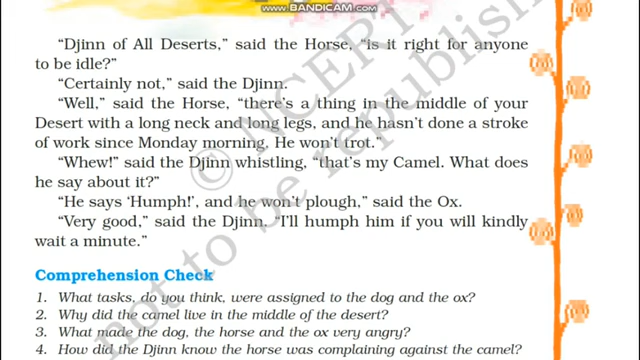 www.BANDICAM.com
"Djinn of All Deserts," said the Horse, "is it right for anyone
to be idle?"
"Certainly not," said the Djinn.
"Well," said the Horse, "there's a thing in the middle of your
Desert with a long neck and long legs, and he hasn't done a stroke
of work since Monday morning. He won't trot."
"Whew!" said the Djinn whistling, "that's my Camel. What does
he say about it?"
"He says 'Humph!', and he won't plough," said the Ox.
"Very good," said the Djinn, "I'll humph him if you will kindly
wait a minute."
Comprehension Check
1. What tasks, do you think, were assigned to the dog and the ox?
2. Why did the camel live in the middle of the desert?
3. What made the dog, the horse and the ox very angry?
4. How did the Djinn know the horse was complaining against the camel?
© NCERT
not to be republish